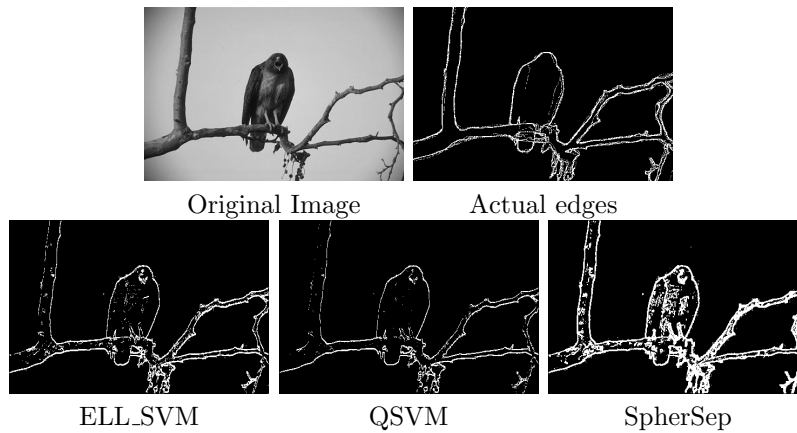 Original Image
Actual edges
ELL_SVM
QSVM
SpherSep